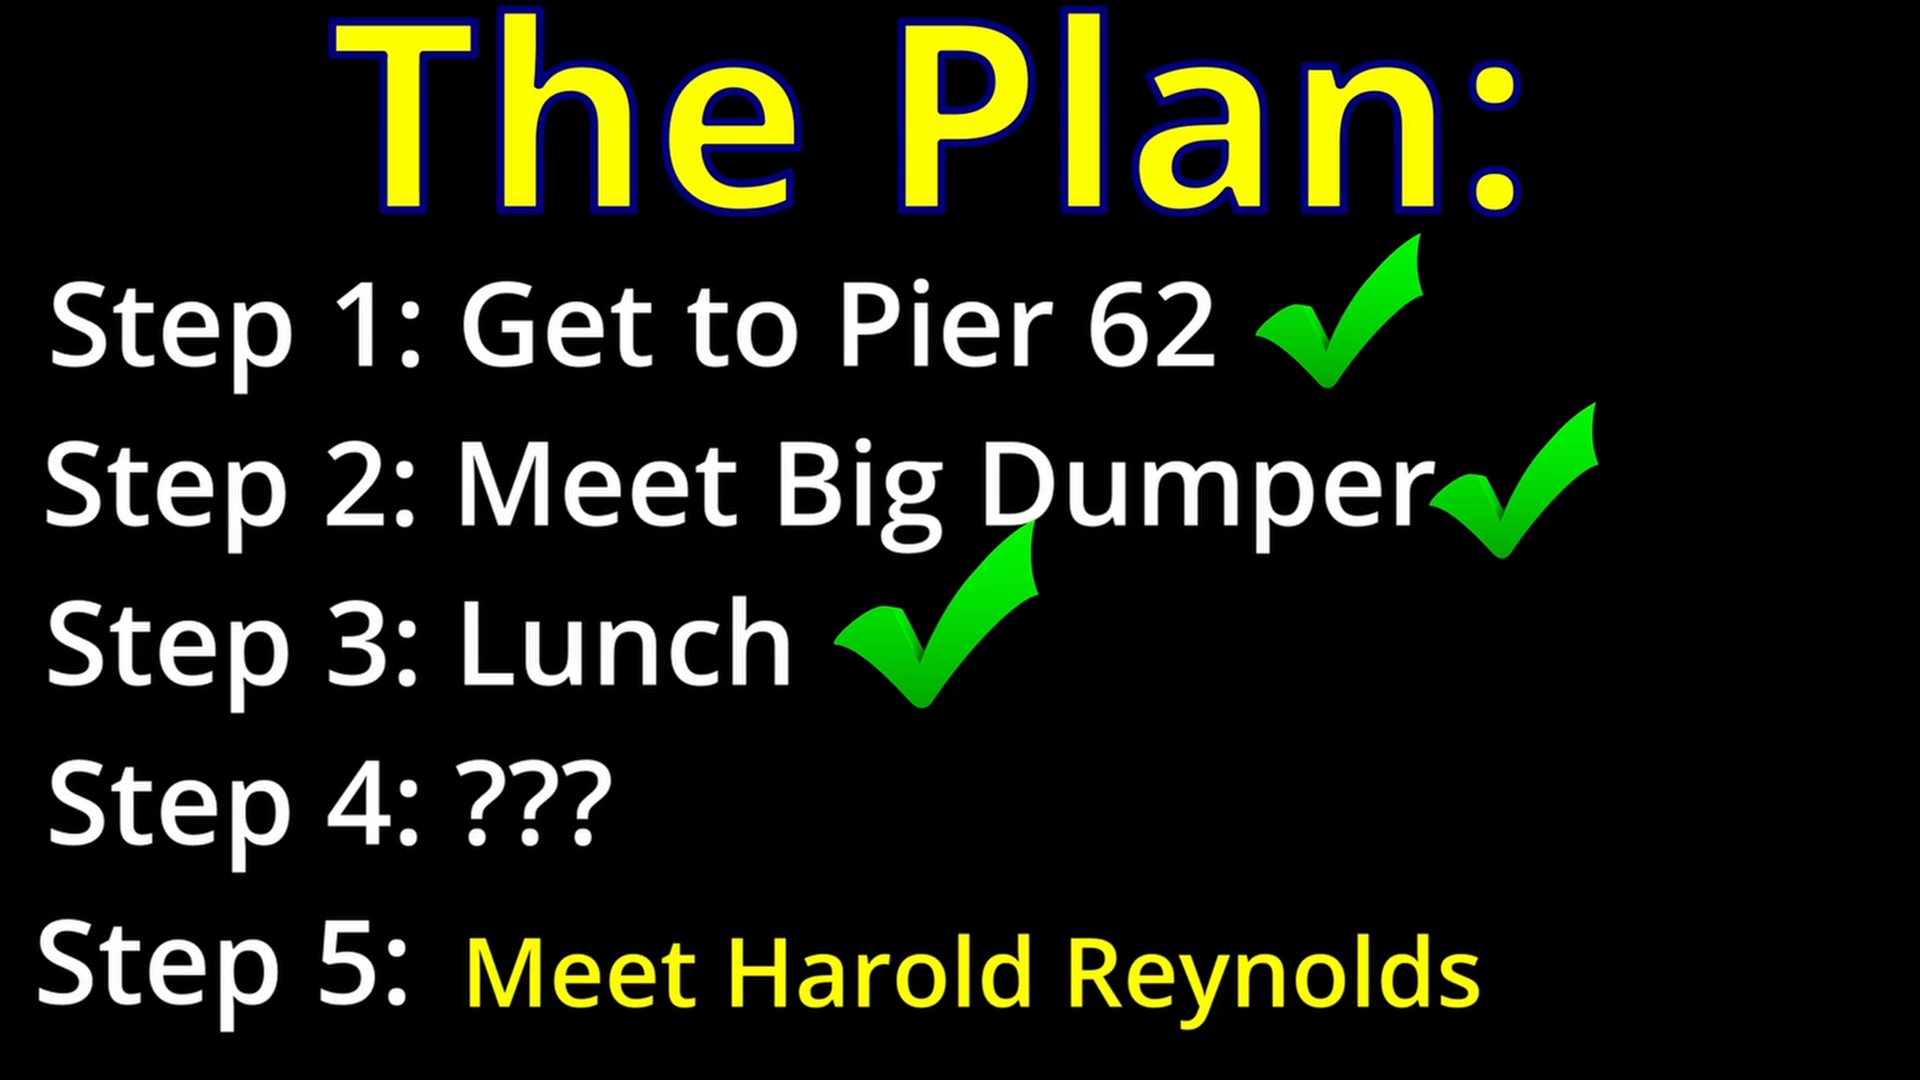 The Plan:
Step 1: Get to Pier 62
Step 2: Meet Big Dumper
Step 3: Lunch
Step 4: ???
Step 5: Meet Harold Reynolds